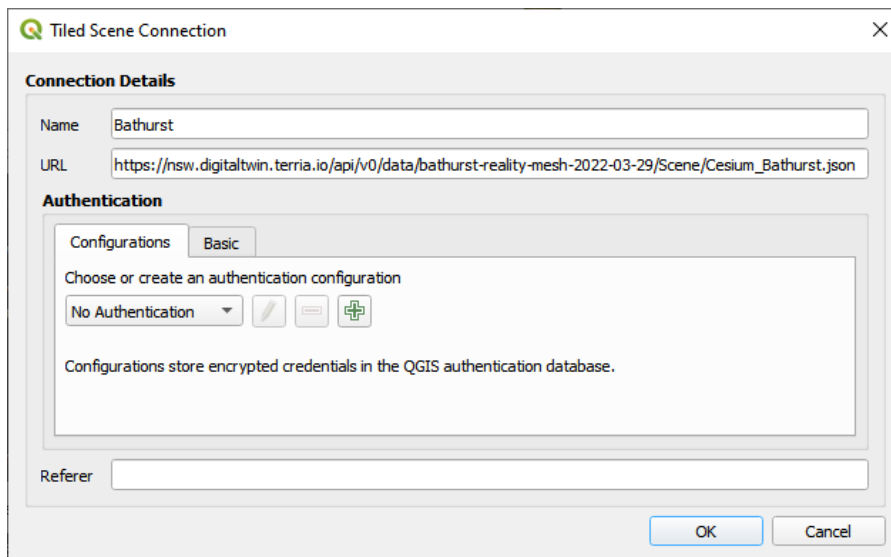 Tiled Scene Connection
Connection Details
Name Bathurst
URL https://nsw.digitaltwin.terria.io/api/v0/data/bathurst-reality-mesh-2022-03-29/Scene/Cesium_Bathurst.json
Authentication
Configurations Basic
Choose or create an authentication configuration
No Authentication
Configurations store encrypted credentials in the QGIS authentication database.
Referer
OK Cancel